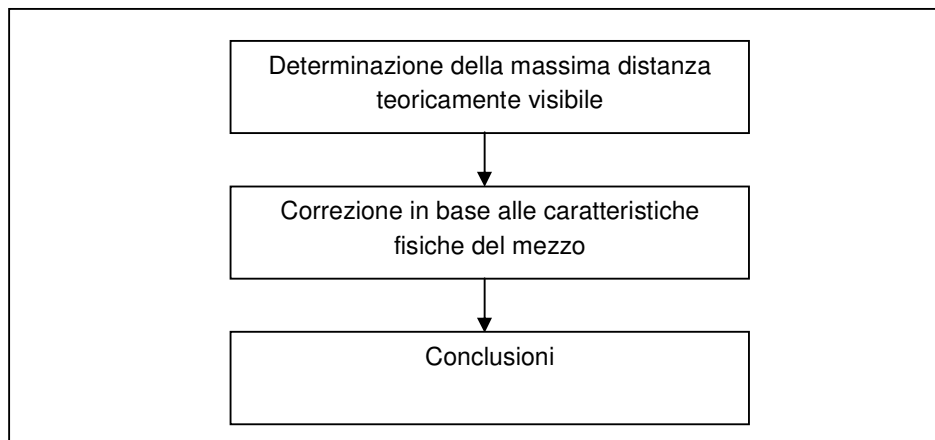 Determinazione della massima distanza
teoricamente visibile
Correzione in base alle caratteristiche
fisiche del mezzo
Conclusioni